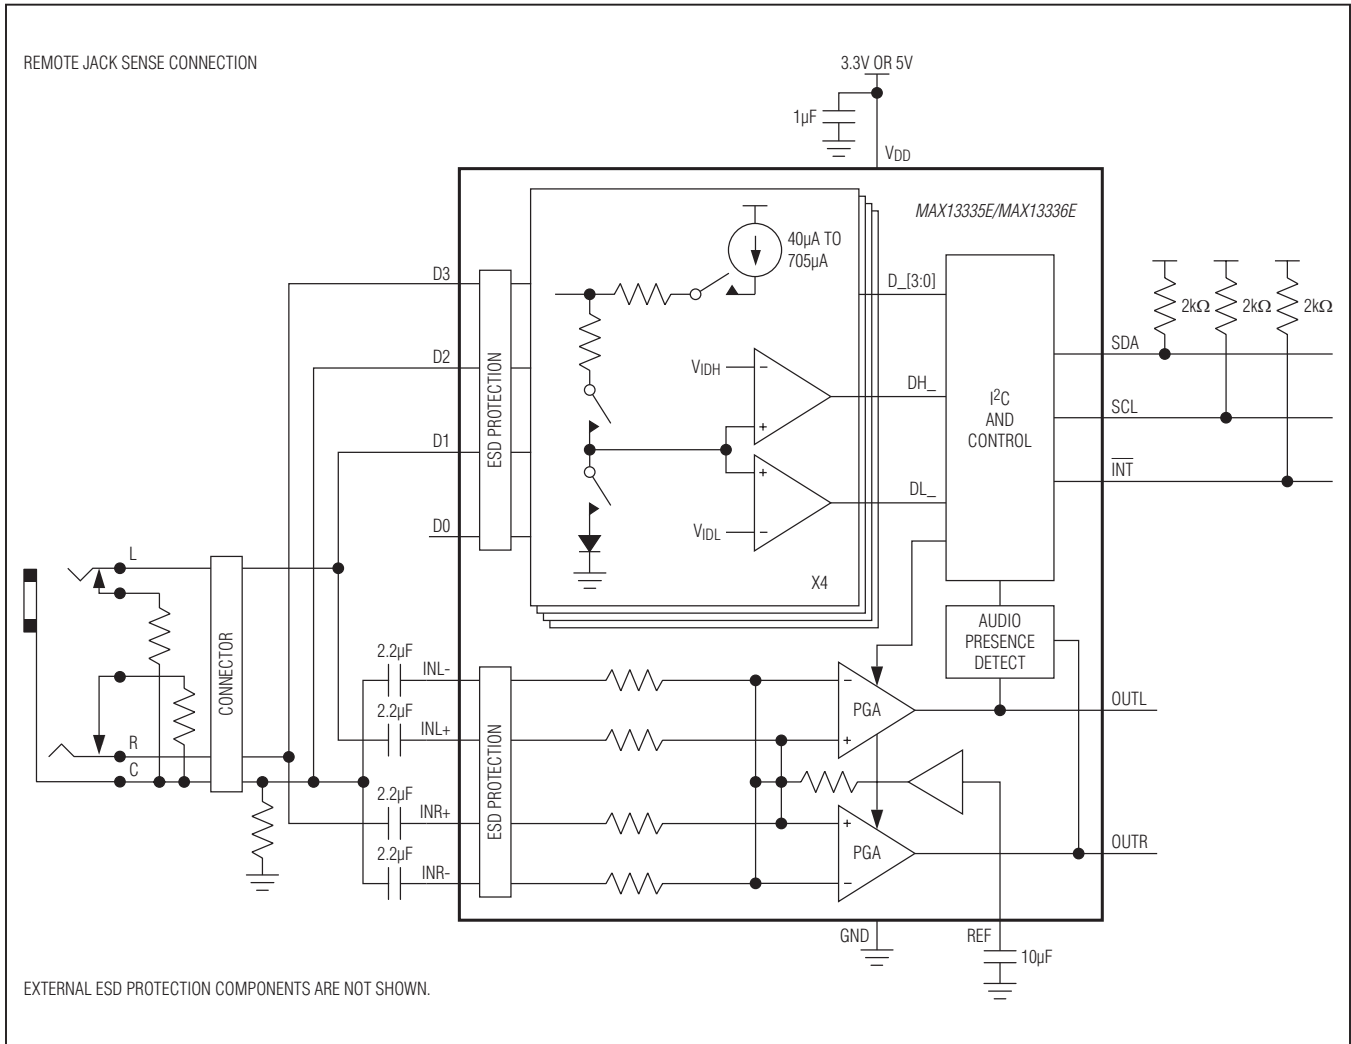 REMOTE JACK SENSE CONNECTION
3.3V OR 5V
1µF
VDD
MAX13335E/MAX13336E
40µA TO
705µA
D3
D_[3:0]
2kΩ
2kΩ
2kΩ
SDA
D2
VIDH
DH_
I²C
AND
CONTROL
SCL
ESD PROTECTION
D1
INT
DL_
D0
VIDL
X4
L
AUDIO
PRESENCE
DETECT
CONNECTOR
2.2µF
INL-
2.2µF
INL+
PGA
OUTL
R
C
ESD PROTECTION
2.2µF
INR+
2.2µF
INR-
PGA
OUTR
GND
REF
10µF
EXTERNAL ESD PROTECTION COMPONENTS ARE NOT SHOWN.